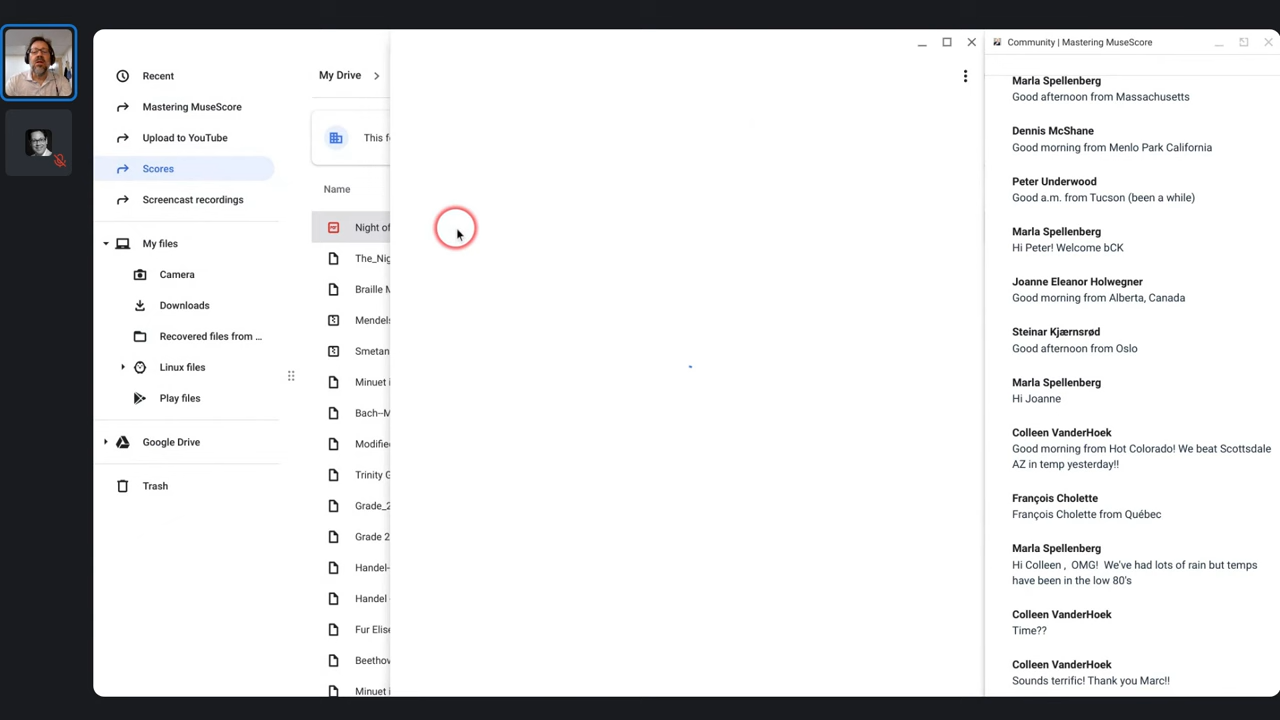 Recent
Mastering MuseScore
Upload to YouTube
Scores
Screencast recordings
My files
Camera
Downloads
Recovered files from ...
Linux files
Play files
Google Drive
Trash
My Drive
This f
Name
Night of
The_Nig
Braille M
Mendels
Smetan
Minuet i
Bach--M
Modified
Trinity G
Grade_2
Grade 2
Handel-
Handel
Fur Elise
Beethov
Minuet i
Community | Mastering MuseScore
Marla Spellenberg
Good afternoon from Massachusetts
Dennis McShane
Good morning from Menlo Park California
Peter Underwood
Good a.m. from Tucson (been a while)
Marla Spellenberg
Hi Peter! Welcome bCK
Joanne Eleanor Holwegner
Good morning from Alberta, Canada
Steinar Kjærnsrød
Good afternoon from Oslo
Marla Spellenberg
Hi Joanne
Colleen VanderHoek
Good morning from Hot Colorado! We beat Scottsdale
AZ in temp yesterday!!
François Cholette
François Cholette from Québec
Marla Spellenberg
Hi Colleen , OMG! We've had lots of rain but temps
have been in the low 80's
Colleen VanderHoek
Time??
Colleen VanderHoek
Sounds terrific! Thank you Marc!!